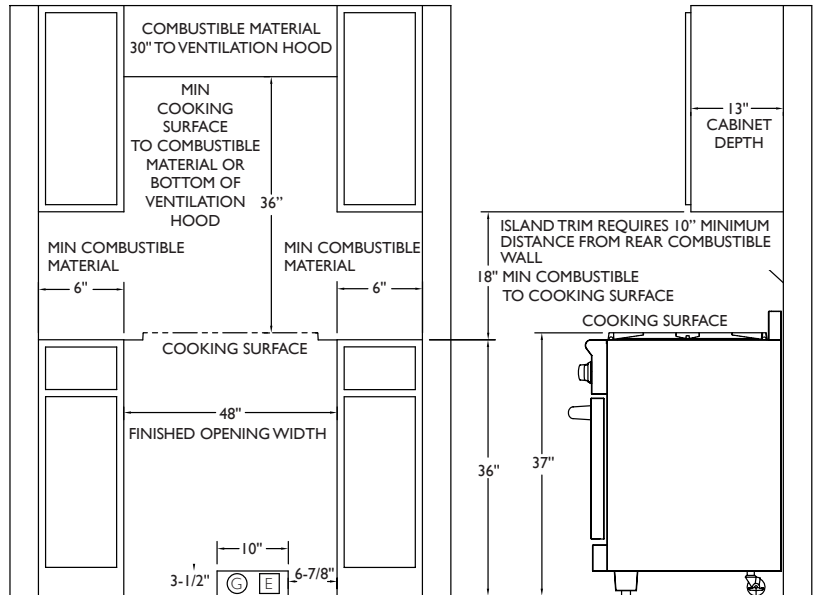 COMBUSTIBLE MATERIAL
30" TO VENTILATION HOOD
MIN
COOKING
SURFACE
TO COMBUSTIBLE
MATERIAL OR
BOTTOM OF
VENTILATION
HOOD
36”
MIN COMBUSTIBLE
MATERIAL
6"
MIN COMBUSTIBLE
MATERIAL
6"
COOKING SURFACE
48"
FINISHED OPENING WIDTH
10"
3-1/2"
G
E
6-7/8"
13"
CABINET
DEPTH
ISLAND TRIM REQUIRES 10” MINIMUM
DISTANCE FROM REAR COMBUSTIBLE
WALL
18" MIN COMBUSTIBLE
TO COOKING SURFACE
COOKING SURFACE
36"
37"